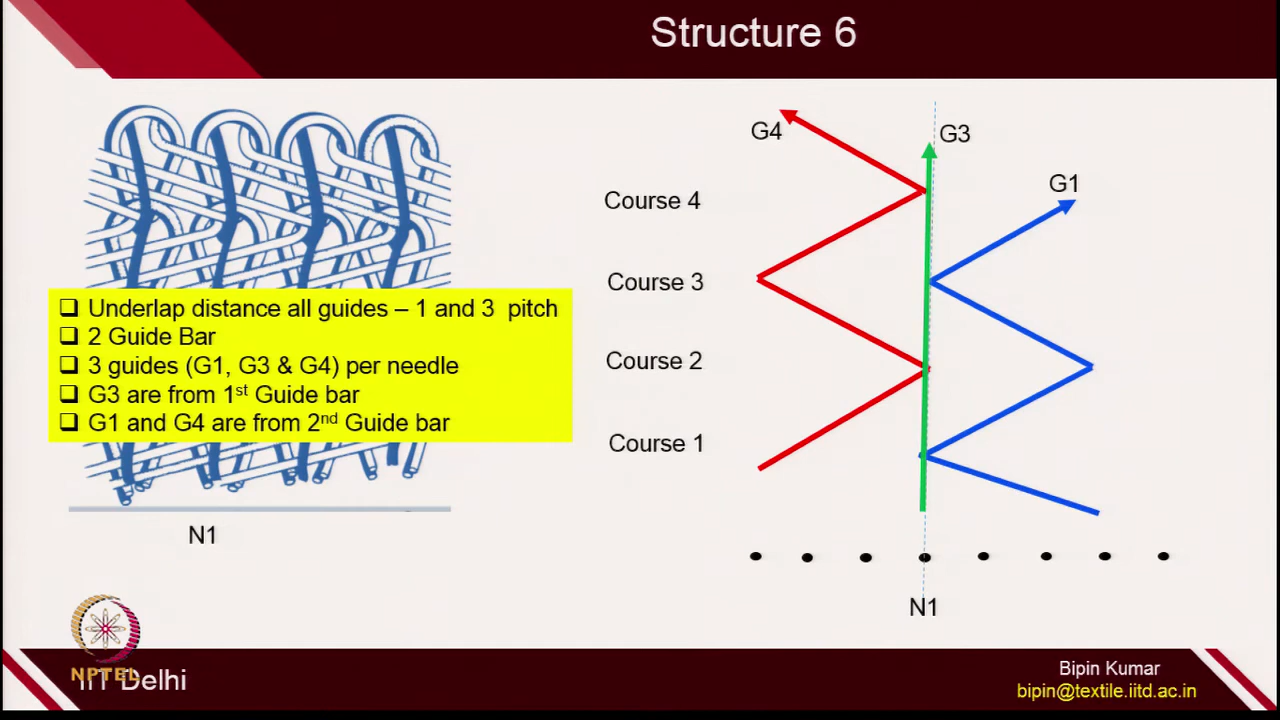 Structure 6
❑ Underlap distance all guides – 1 and 3 pitch
❑ 2 Guide Bar
❑ 3 guides (G1, G3 & G4) per needle
❑ G3 are from 1st Guide bar
❑ G1 and G4 are from 2nd Guide bar
N1
G4
G3
G1
Course 4
Course 3
Course 2
Course 1
N1
NPTEL
IIT Delhi
Bipin Kumar
bipin@textile.iitd.ac.in